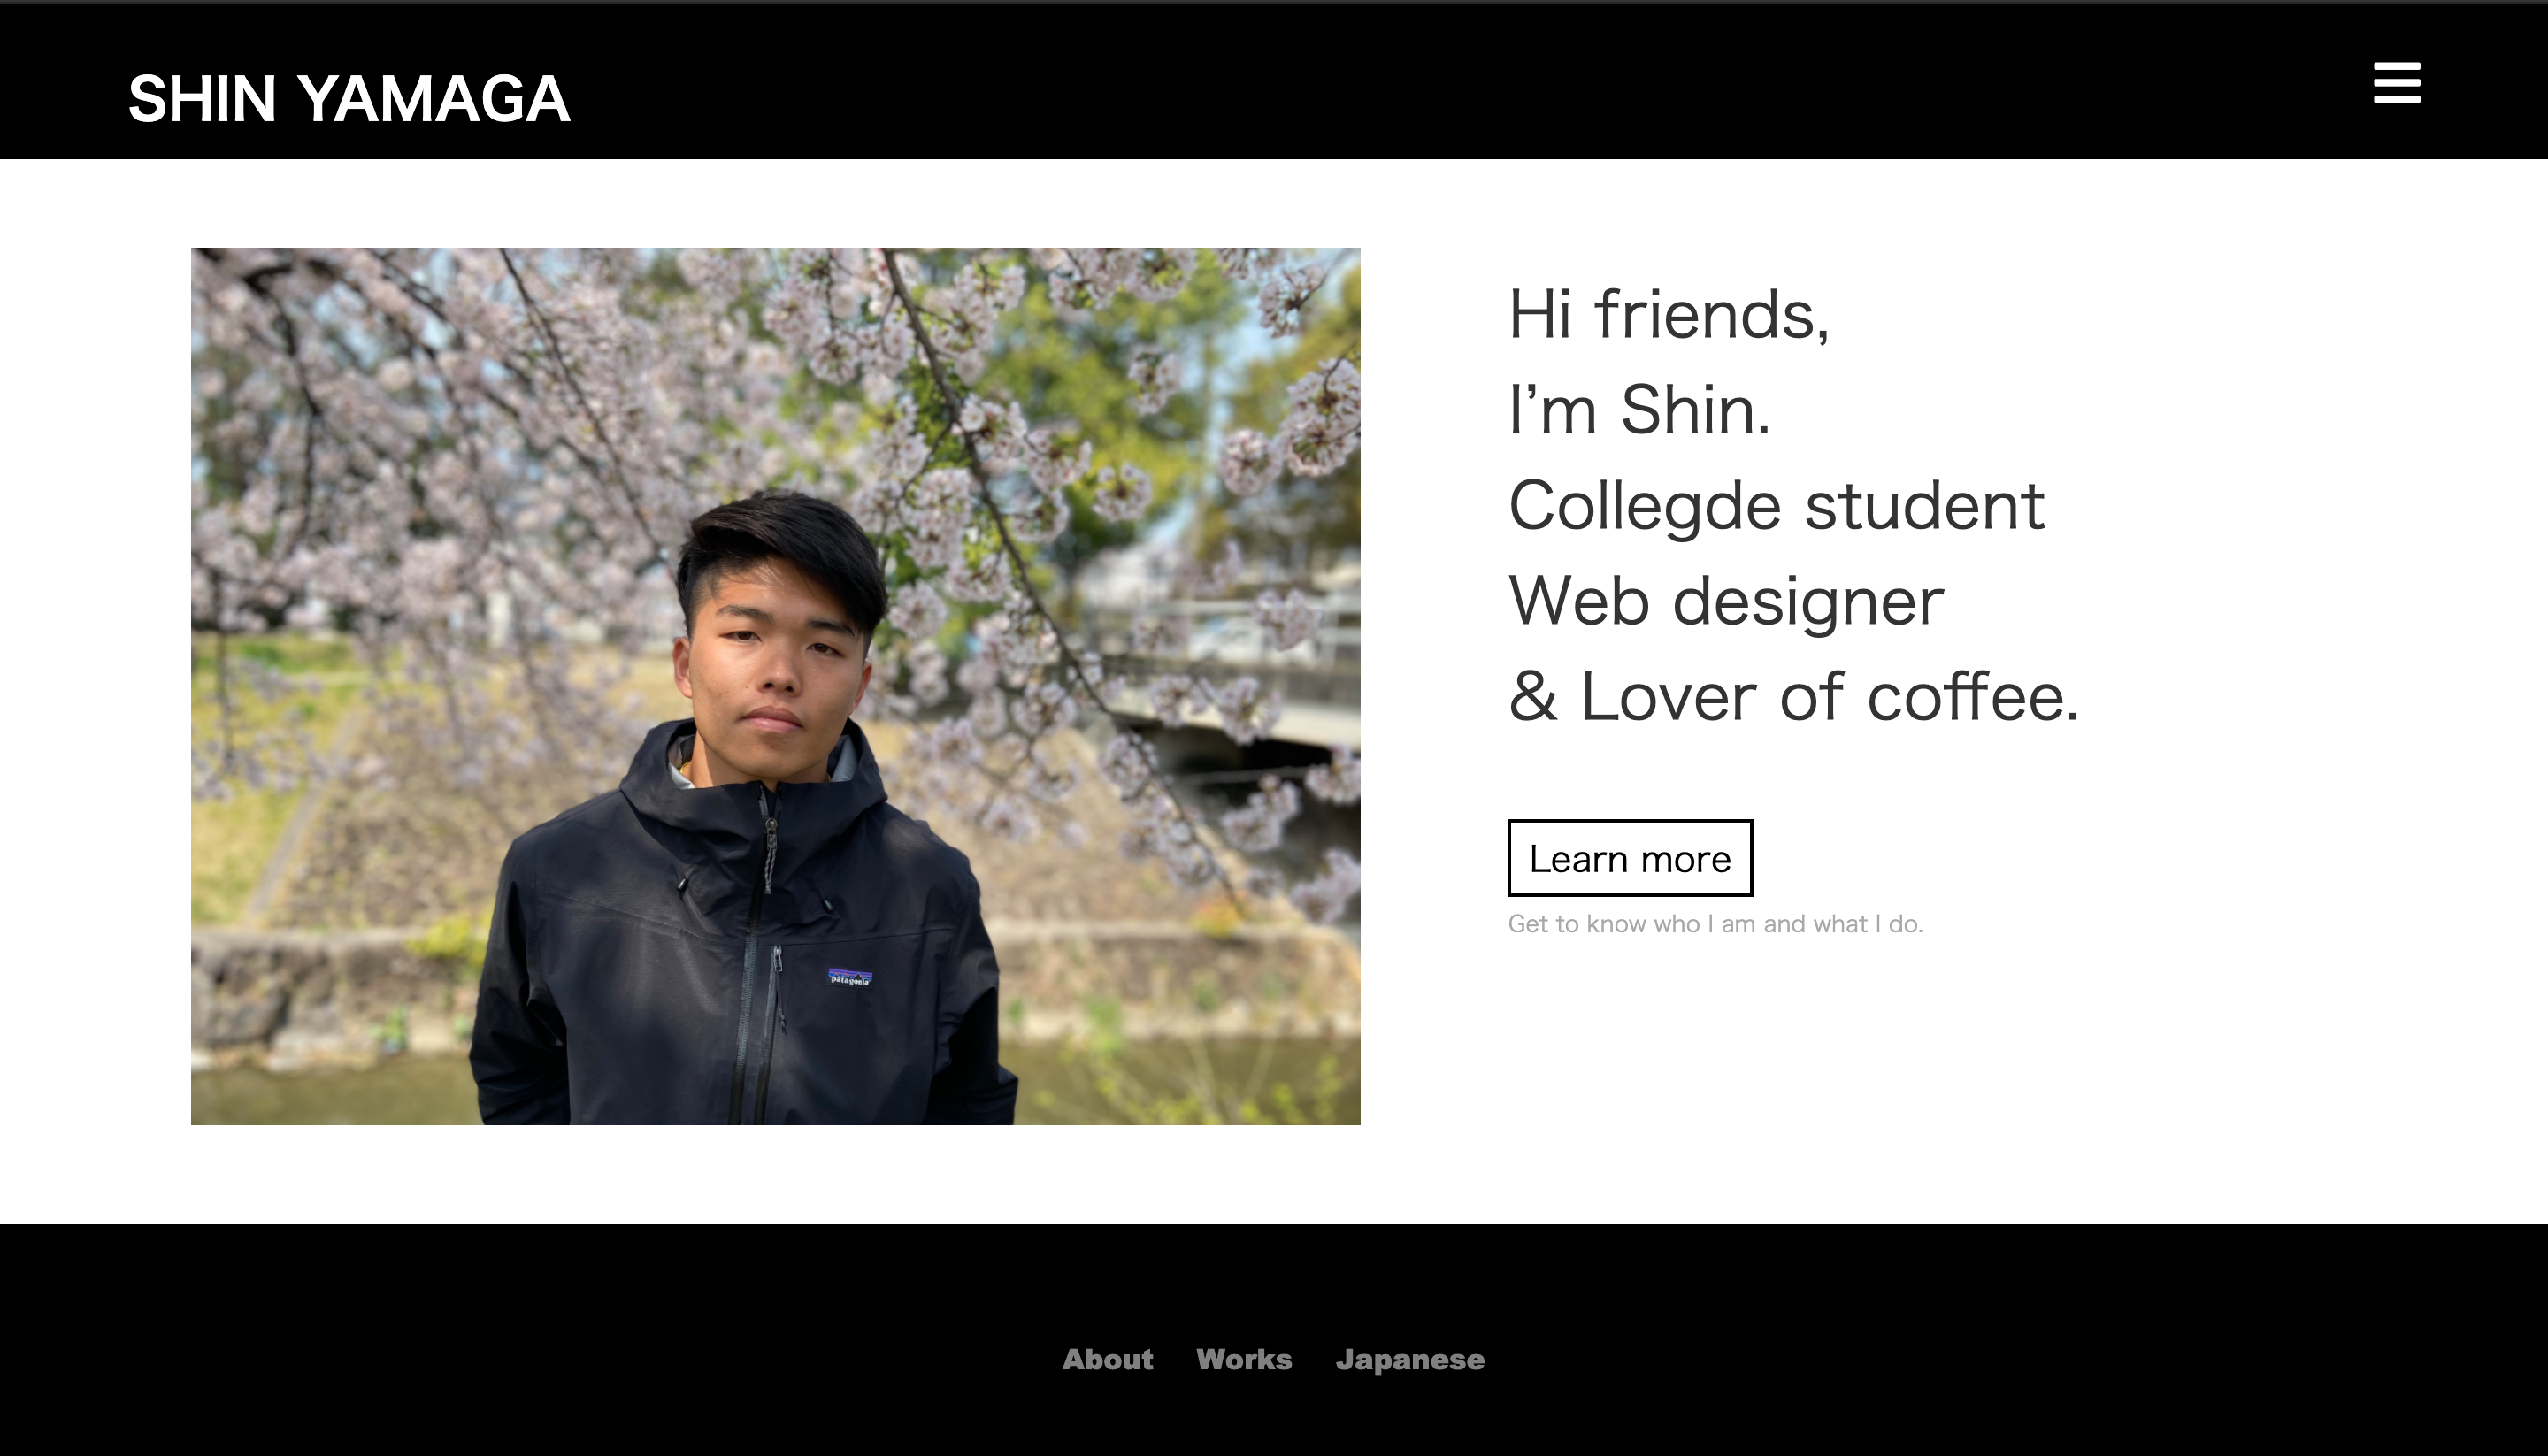 SHIN YAMAGA
Hi friends,
I’m Shin.
Collegde student
Web designer
& Lover of coffee.
Learn more
Get to know who I am and what I do.
patagonia
About Works Japanese